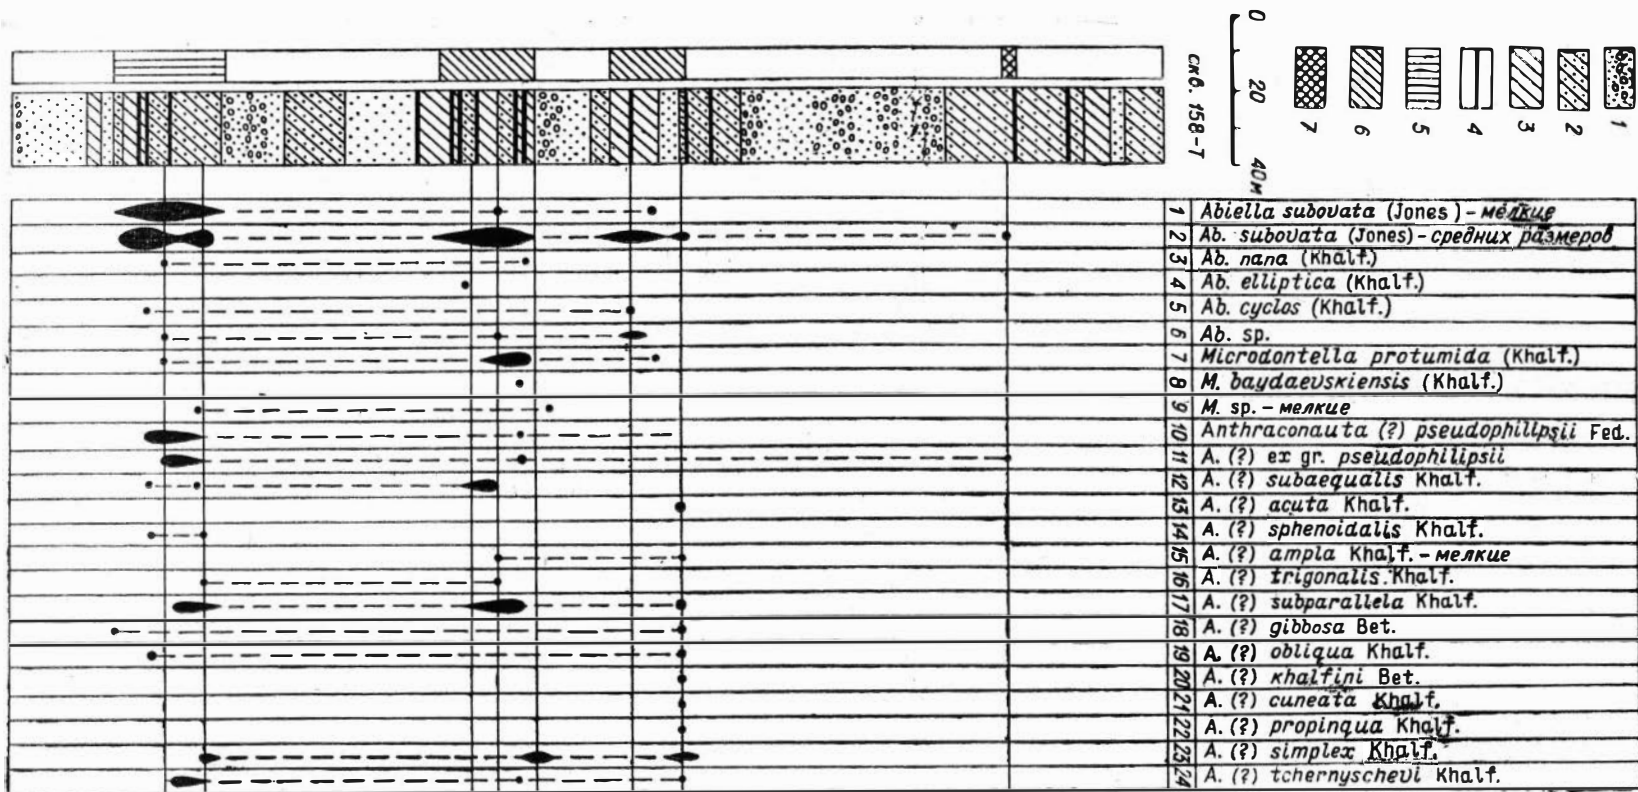 0
20
40м
скв. 158-Т
7
6
5
4
3
2
1
1 Abiella subovata (Jones) - мелкие
2 Ab. subovata (Jones) - средних размеров
3 Ab. nana (Khalf.)
4 Ab. elliptica (Khalf.)
5 Ab. cyclos (Khalf.)
6 Ab. sp.
7 Microdontella protumida (Khalf.)
8 M. baydaevskiensis (Khalf.)
9 M. sp. - мелкие
10 Anthraconauta (?) pseudophilipsii Fed.
11 A. (?) ex gr. pseudophilipsii
12 A. (?) subaequalis Khalf.
13 A. (?) acuta Khalf.
14 A. (?) sphenoidalis Khalf.
15 A. (?) ampla Khalf. - мелкие
16 A. (?) trigonalis Khalf.
17 A. (?) subparallela Khalf.
18 A. (?) gibbosa Bet.
19 A. (?) obliqua Khalf.
20 A. (?) khalfini Bet.
21 A. (?) cuneata Khalf.
22 A. (?) propinqua Khalf.
23 A. (?) simplex Khalf.
24 A. (?) tchernyschevi Khalf.